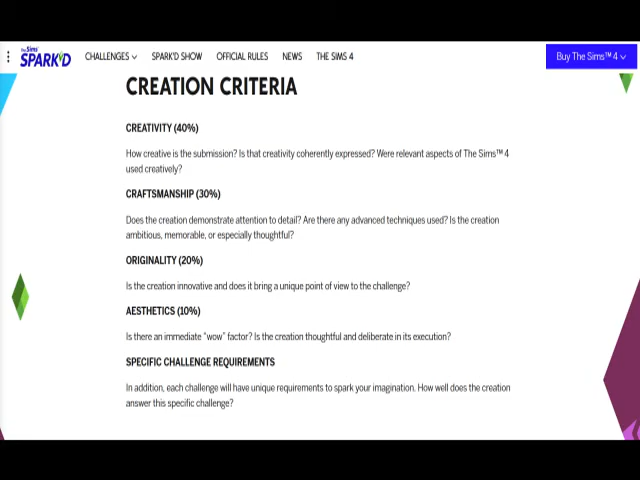 The Sims
SPARK'D
CHALLENGES
SPARK'D SHOW
OFFICIAL RULES
NEWS
THE SIMS 4
Buy The Sims™ 4
CREATION CRITERIA
CREATIVITY (40%)
How creative is the submission? Is that creativity coherently expressed? Were relevant aspects of The Sims™ 4
used creatively?
CRAFTSMANSHIP (30%)
Does the creation demonstrate attention to detail? Are there any advanced techniques used? Is the creation
ambitious, memorable, or especially thoughtful?
ORIGINALITY (20%)
Is the creation innovative and does it bring a unique point of view to the challenge?
AESTHETICS (10%)
Is there an immediate “wow” factor? Is the creation thoughtful and deliberate in its execution?
SPECIFIC CHALLENGE REQUIREMENTS
In addition, each challenge will have unique requirements to spark your imagination. How well does the creation
answer this specific challenge?